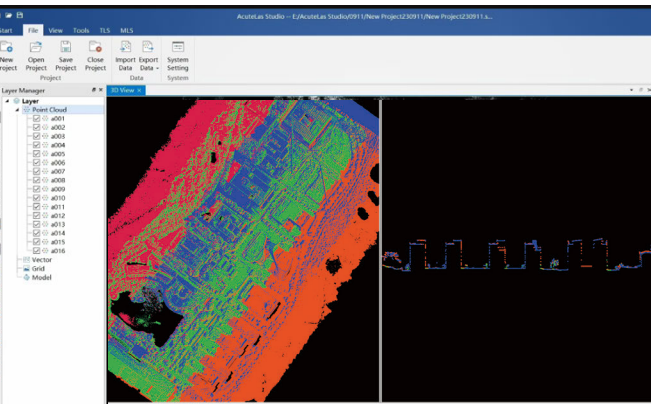 AcuteLas Studio -- E:/AcuteLas Studio/0911/New Project230911/New Project230911.s...
Start File View Tools TLS MLS
New Project
Open Project
Save Project
Close Project
Import Data
Export Data
System Setting
Project Data System
Layer Manager
3D View
Layer
Point Cloud
a001
a002
a003
a004
a005
a006
a007
a008
a009
a010
a011
a012
a013
a014
a015
a016
Vector
Grid
Model